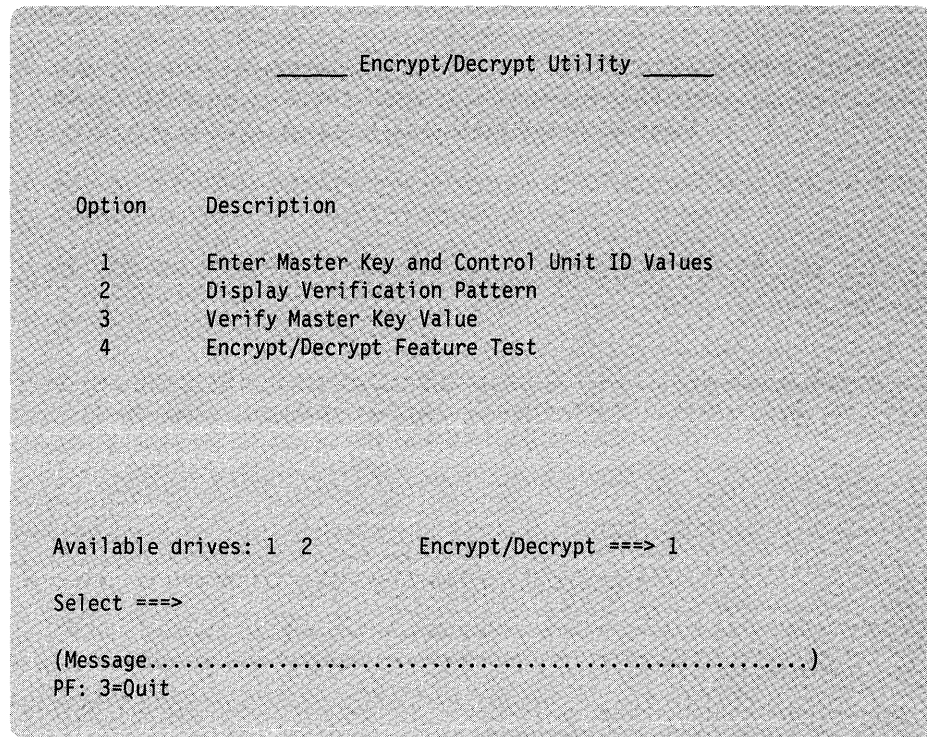 ______ Encrypt/Decrypt Utility ______
Option Description
1 Enter Master Key and Control Unit ID Values
2 Display Verification Pattern
3 Verify Master Key Value
4 Encrypt/Decrypt Feature Test
Available drives: 1 2 Encrypt/Decrypt ===> 1
Select ===>
(Message.......................................................)
PF: 3=Quit